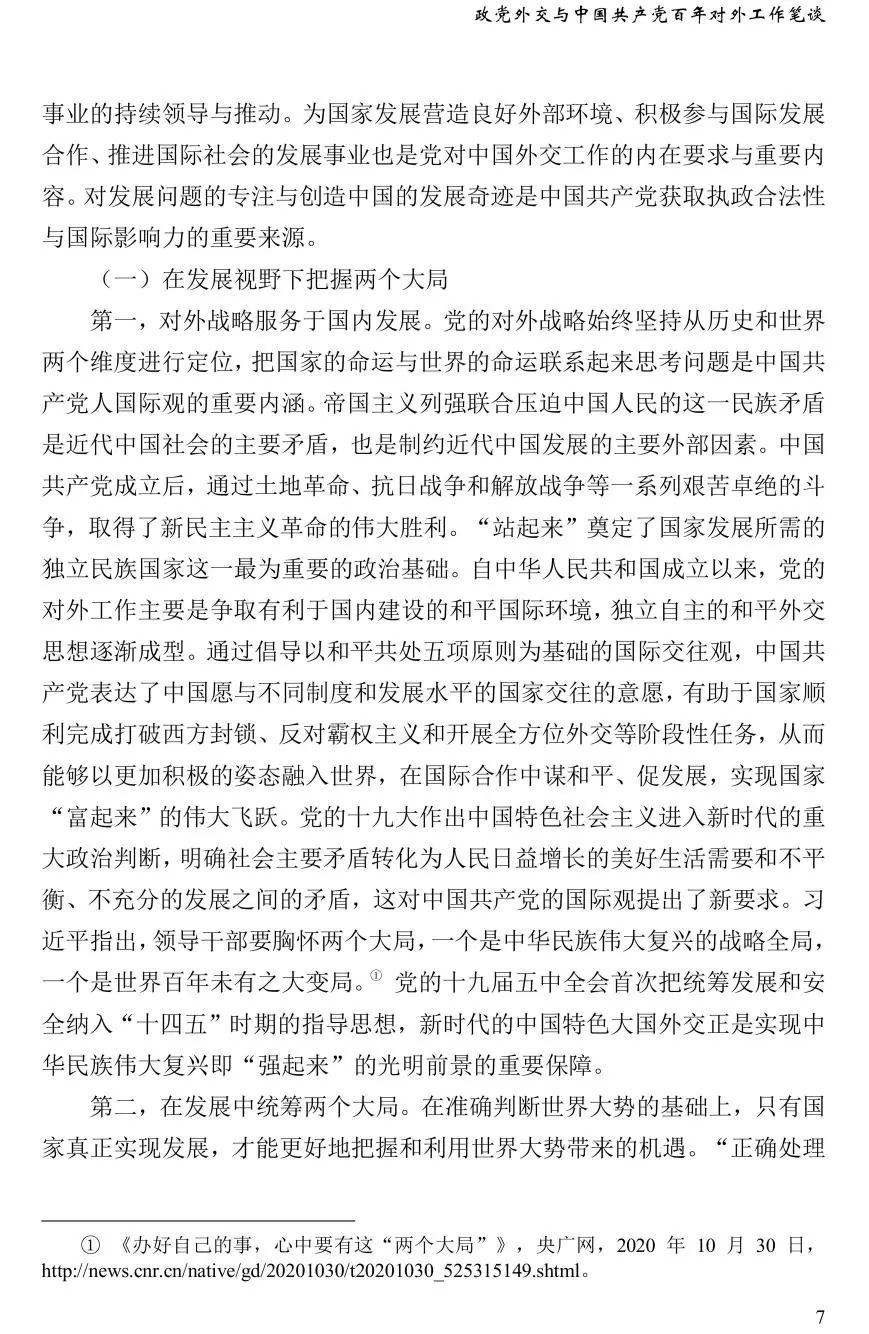 政党外交与中国共产党百年对外工作笔谈
事业的持续领导与推动。为国家发展营造良好外部环境、积极参与国际发展
合作、推进国际社会的发展事业也是党对中国外交工作的内在要求与重要内
容。对发展问题的专注与创造中国的发展奇迹是中国共产党获取执政合法性
与国际影响力的重要来源。
（一）在发展视野下把握两个大局
第一，对外战略服务于国内发展。党的对外战略始终坚持从历史和世界
两个维度进行定位，把国家的命运与世界的命运联系起来思考问题是中国共
产党人国际观的重要内涵。帝国主义列强联合压迫中国人民的这一民族矛盾
是近代中国社会的主要矛盾，也是制约近代中国发展的主要外部因素。中国
共产党成立后，通过土地革命、抗日战争和解放战争等一系列艰苦卓绝的斗
争，取得了新民主主义革命的伟大胜利。“站起来”奠定了国家发展所需的
独立民族国家这一最为重要的政治基础。自中华人民共和国成立以来，党的
对外工作主要是争取有利于国内建设的和平国际环境，独立自主的和平外交
思想逐渐成型。通过倡导以和平共处五项原则为基础的国际交往观，中国共
产党表达了中国愿与不同制度和发展水平的国家交往的意愿，有助于国家顺
利完成打破西方封锁、反对霸权主义和开展全方位外交等阶段性任务，从而
能够以更加积极的姿态融入世界，在国际合作中谋和平、促发展，实现国家
“富起来”的伟大飞跃。党的十九大作出中国特色社会主义进入新时代的重
大政治判断，明确社会主要矛盾转化为人民日益增长的美好生活需要和不平
衡、不充分的发展之间的矛盾，这对中国共产党的国际观提出了新要求。习
近平指出，领导干部要胸怀两个大局，一个是中华民族伟大复兴的战略全局，
一个是世界百年未有之大变局。① 党的十九届五中全会首次把统筹发展和安
全纳入“十四五”时期的指导思想，新时代的中国特色大国外交正是实现中
华民族伟大复兴即“强起来”的光明前景的重要保障。
第二，在发展中统筹两个大局。在准确判断世界大势的基础上，只有国
家真正实现发展，才能更好地把握和利用世界大势带来的机遇。“正确处理
① 《办好自己的事，心中要有这“两个大局”》，央广网，2020 年 10 月 30 日，
http://news.cnr.cn/native/gd/20201030/t20201030_525315149.shtml。
7